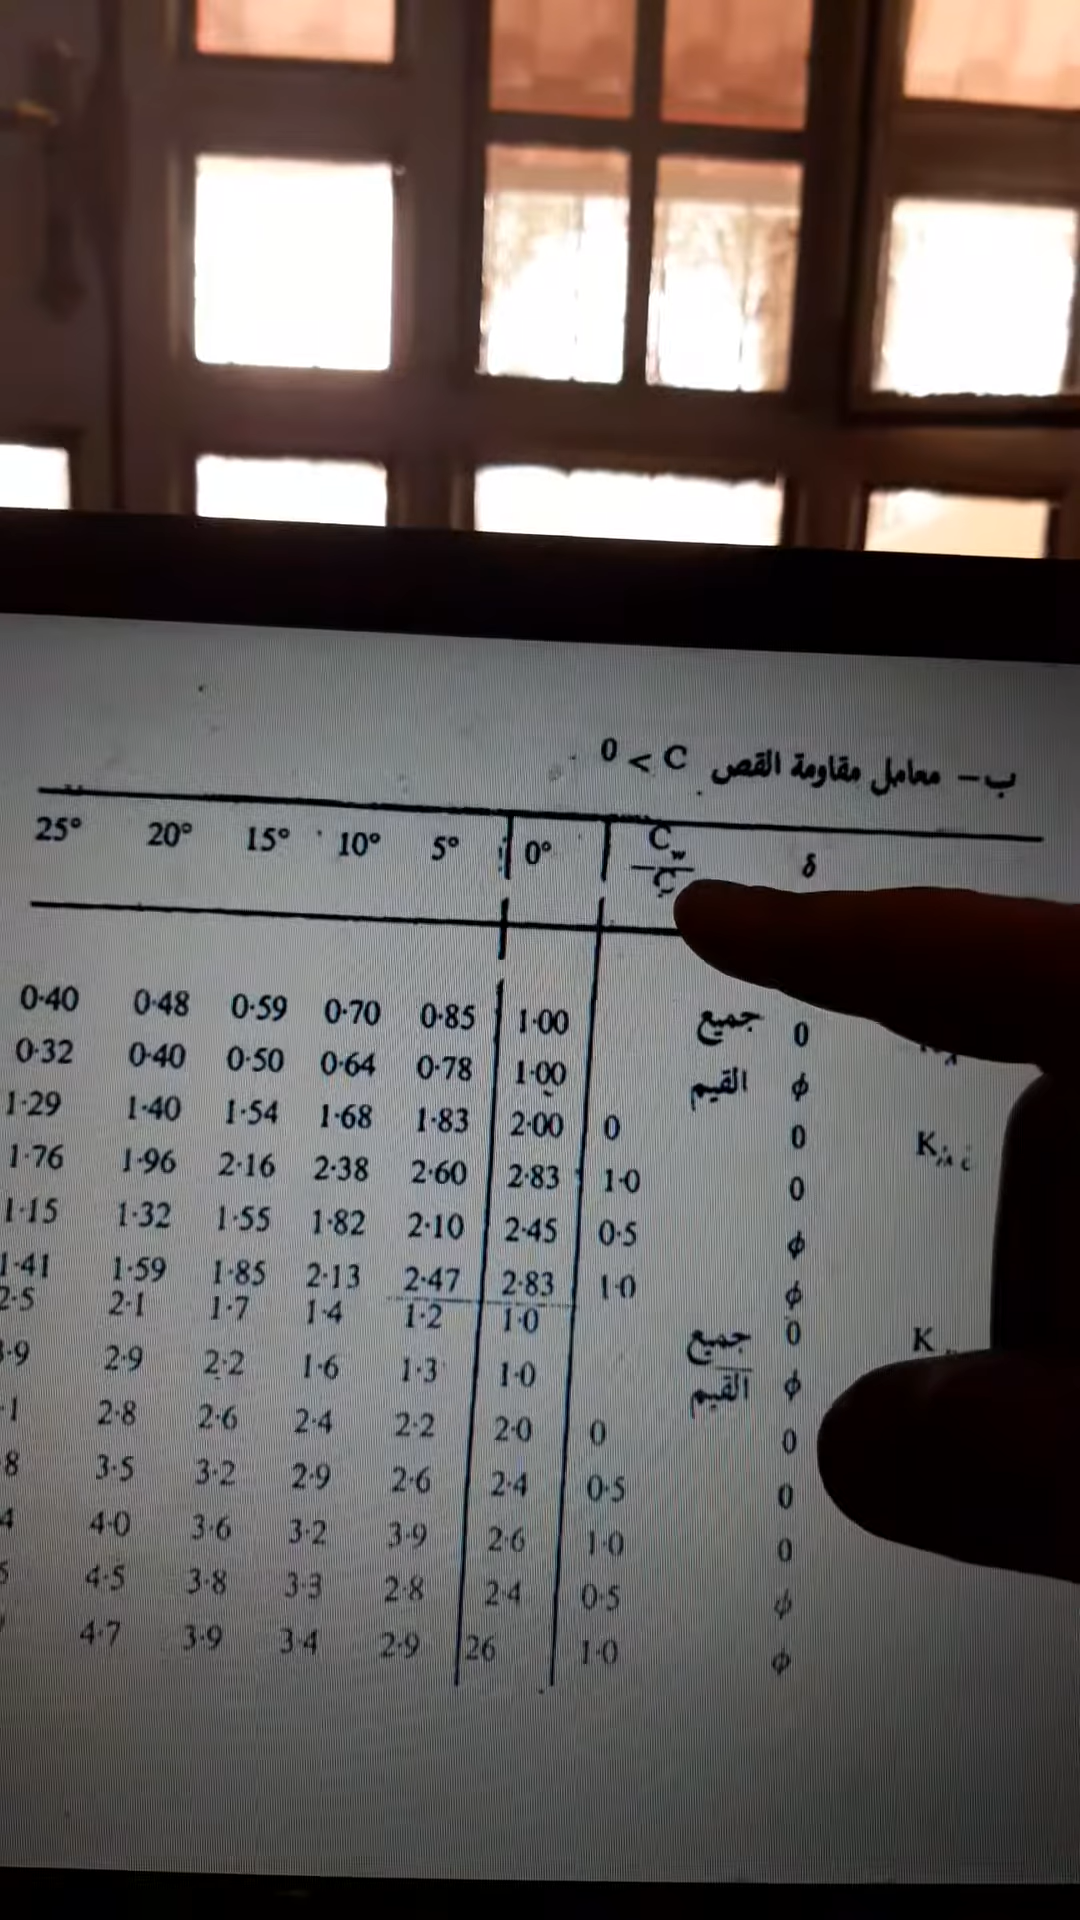 ب – معامل مقاومة القص 0 < C
δ C_w/C 0° 5° 10° 15° 20° 25°
0 جميع 1·00 0·85 0·70 0·59 0·48 0·40
ϕ القيم 1·00 0·78 0·64 0·50 0·40 0·32
0 0 2·00 1·83 1·68 1·54 1·40 1·29
0 1·0 2·83 2·60 2·38 2·16 1·96 1·76
ϕ 0·5 2·45 2·10 1·82 1·55 1·32 1·15
ϕ 1·0 2·83 2·47 2·13 1·85 1·59 1·41
K 0 جميع 1·0 1·2 1·4 1·7 2·1 2·5
ϕ القيم 1·0 1·3 1·6 2·2 2·9
0 0 2·0 2·2 2·4 2·6 2·8
0 0·5 2·4 2·6 2·9 3·2 3·5
0 1·0 2·6 3·9 3·2 3·6 4·0
ϕ 0·5 2·4 2·8 3·3 3·8 4·5
ϕ 1·0 26 2·9 3·4 3·9 4·7